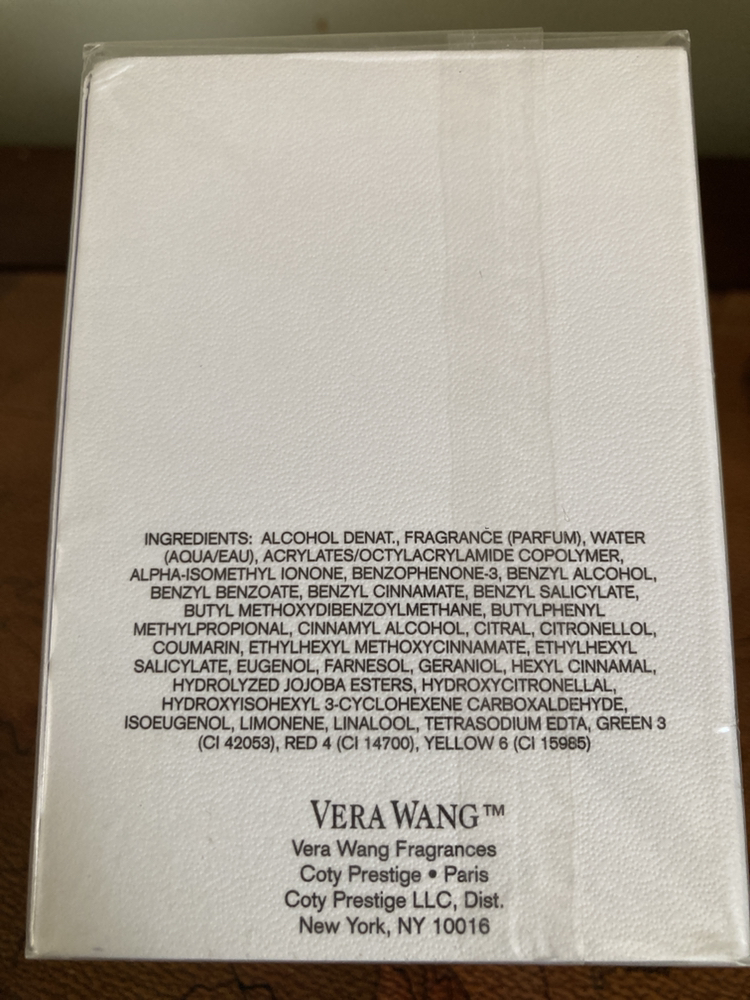 INGREDIENTS: ALCOHOL DENAT., FRAGRANCE (PARFUM), WATER
(AQUA/EAU), ACRYLATES/OCTYLACRYLAMIDE COPOLYMER,
ALPHA-ISOMETHYL IONONE, BENZOPHENONE-3, BENZYL ALCOHOL,
BENZYL BENZOATE, BENZYL CINNAMATE, BENZYL SALICYLATE,
BUTYL METHOXYDIBENZOYLMETHANE, BUTYLPHENYL
METHYLPROPIONAL, CINNAMYL ALCOHOL, CITRAL, CITRONELLOL,
COUMARIN, ETHYLHEXYL METHOXYCINNAMATE, ETHYLHEXYL
SALICYLATE, EUGENOL, FARNESOL, GERANIOL, HEXYL CINNAMAL,
HYDROLYZED JOJOBA ESTERS, HYDROXYCITRONELLAL,
HYDROXYISOHEXYL 3-CYCLOHEXENE CARBOXALDEHYDE,
ISOEUGENOL, LIMONENE, LINALOOL, TETRASODIUM EDTA, GREEN 3
(CI 42053), RED 4 (CI 14700), YELLOW 6 (CI 15985)
VERA WANG™
Vera Wang Fragrances
Coty Prestige • Paris
Coty Prestige LLC, Dist.
New York, NY 10016